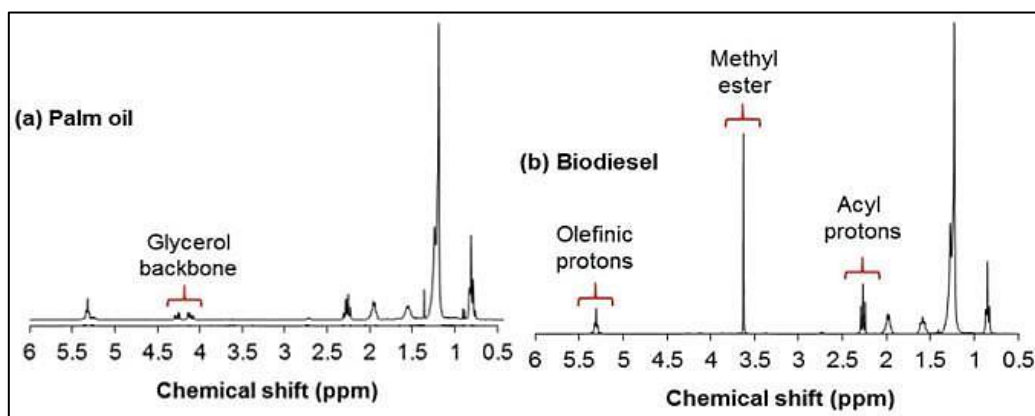 (a) Palm oil
Glycerol
backbone
6 5.5 5 4.5 4 3.5 3 2.5 2 1.5 1 0.5
Chemical shift (ppm)
(b) Biodiesel
Methyl
ester
Olefinic
protons
Acyl
protons
6 5.5 5 4.5 4 3.5 3 2.5 2 1.5 1 0.5
Chemical shift (ppm)